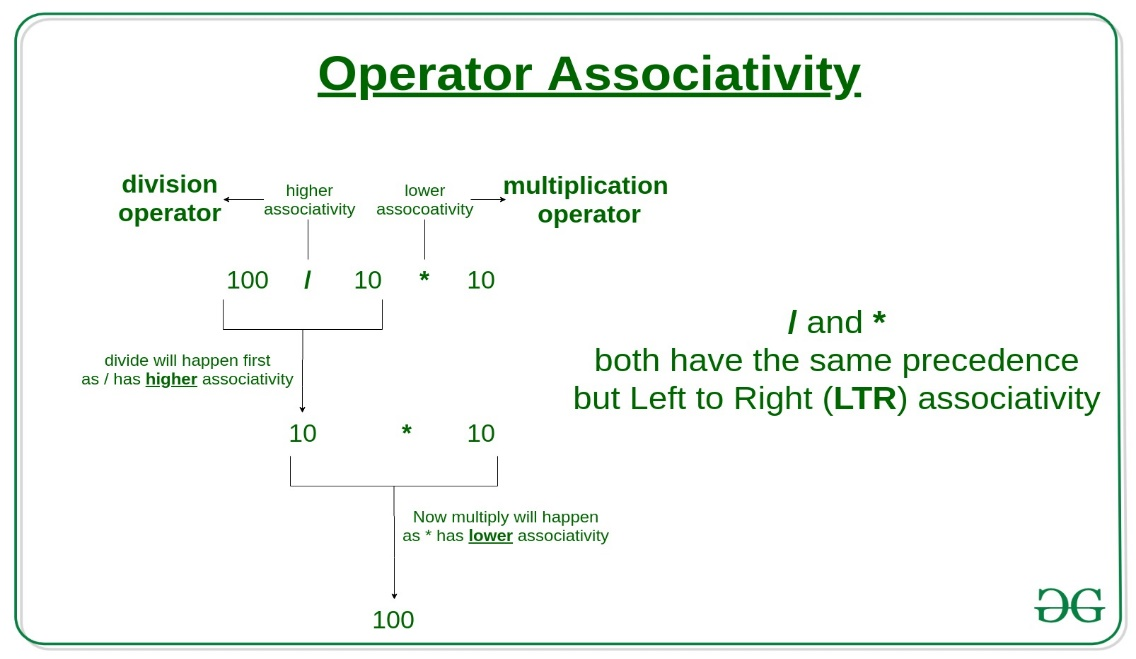 Operator Associativity
division
operator
higher
associativity
lower
assocoativity
multiplication
operator
100 / 10 * 10
divide will happen first
as / has higher associativity
/ and *
both have the same precedence
but Left to Right (LTR) associativity
10 * 10
Now multiply will happen
as * has lower associativity
100